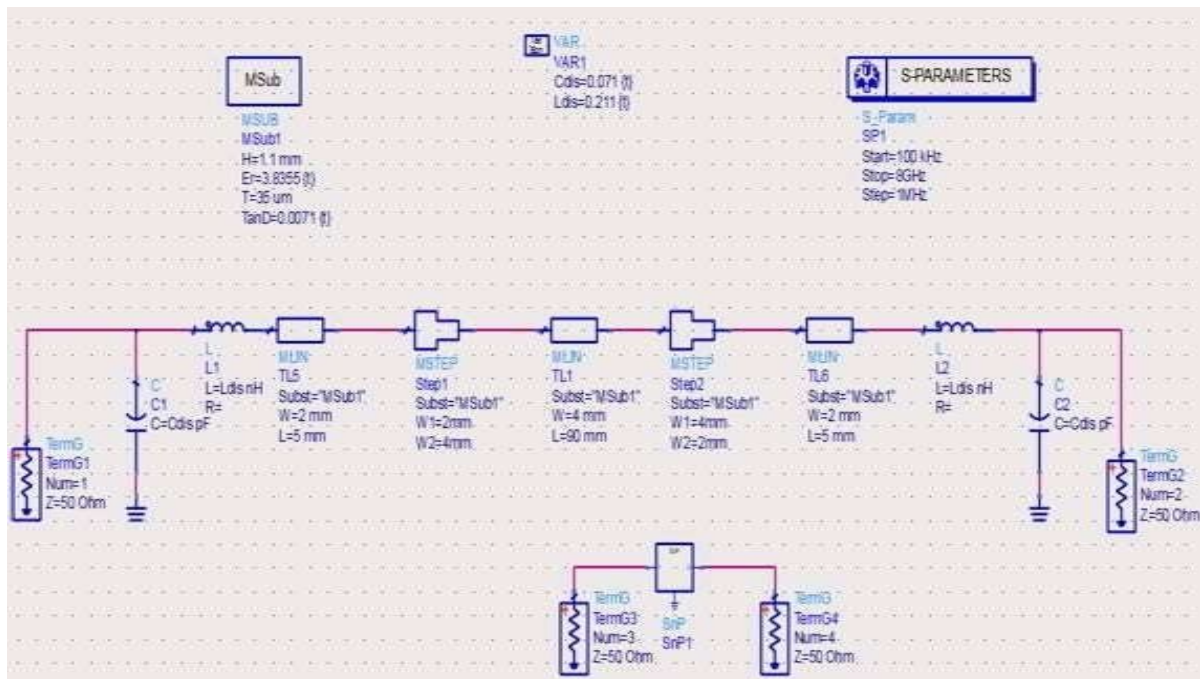 MSub
MSUB
MSub1
H=1.1 mm
Er=3.8355 {t}
T=35 um
TanD=0.0071 {t}
VAR
VAR1
Cdis=0.071 {t}
Ldis=0.211 {t}
S-PARAMETERS
S_Param
SP1
Start=100 kHz
Stop=8GHz
Step=1MHz
TermG
TermG1
Num=1
Z=50 Ohm
C
C1
C=Cdis pF
L
L1
L=Ldis nH
R=
MLIN
TL5
Subst="MSub1"
W=2 mm
L=5 mm
MSTEP
Step1
Subst="MSub1"
W1=2mm
W2=4mm
MLIN
TL1
Subst="MSub1"
W=4 mm
L=90 mm
MSTEP
Step2
Subst="MSub1"
W1=4mm
W2=2mm
MLIN
TL6
Subst="MSub1"
W=2 mm
L=5 mm
L
L2
L=Ldis nH
R=
C
C2
C=Cdis pF
TermG
TermG2
Num=2
Z=50 Ohm
TermG
TermG3
Num=3
Z=50 Ohm
SnP
SnP1
TermG
TermG4
Num=4
Z=50 Ohm